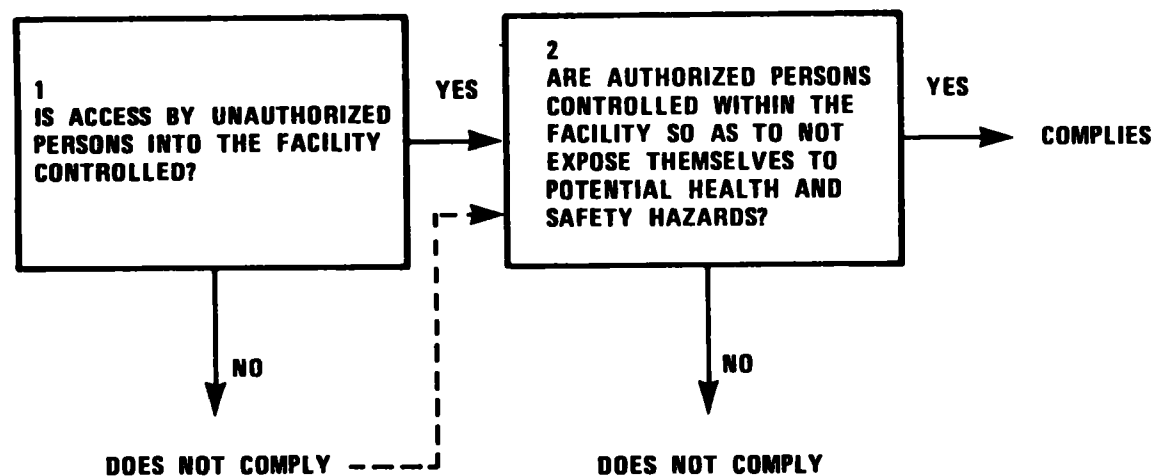 1
IS ACCESS BY UNAUTHORIZED
PERSONS INTO THE FACILITY
CONTROLLED?
YES
NO
DOES NOT COMPLY
2
ARE AUTHORIZED PERSONS
CONTROLLED WITHIN THE
FACILITY SO AS TO NOT
EXPOSE THEMSELVES TO
POTENTIAL HEALTH AND
SAFETY HAZARDS?
YES
COMPLIES
NO
DOES NOT COMPLY